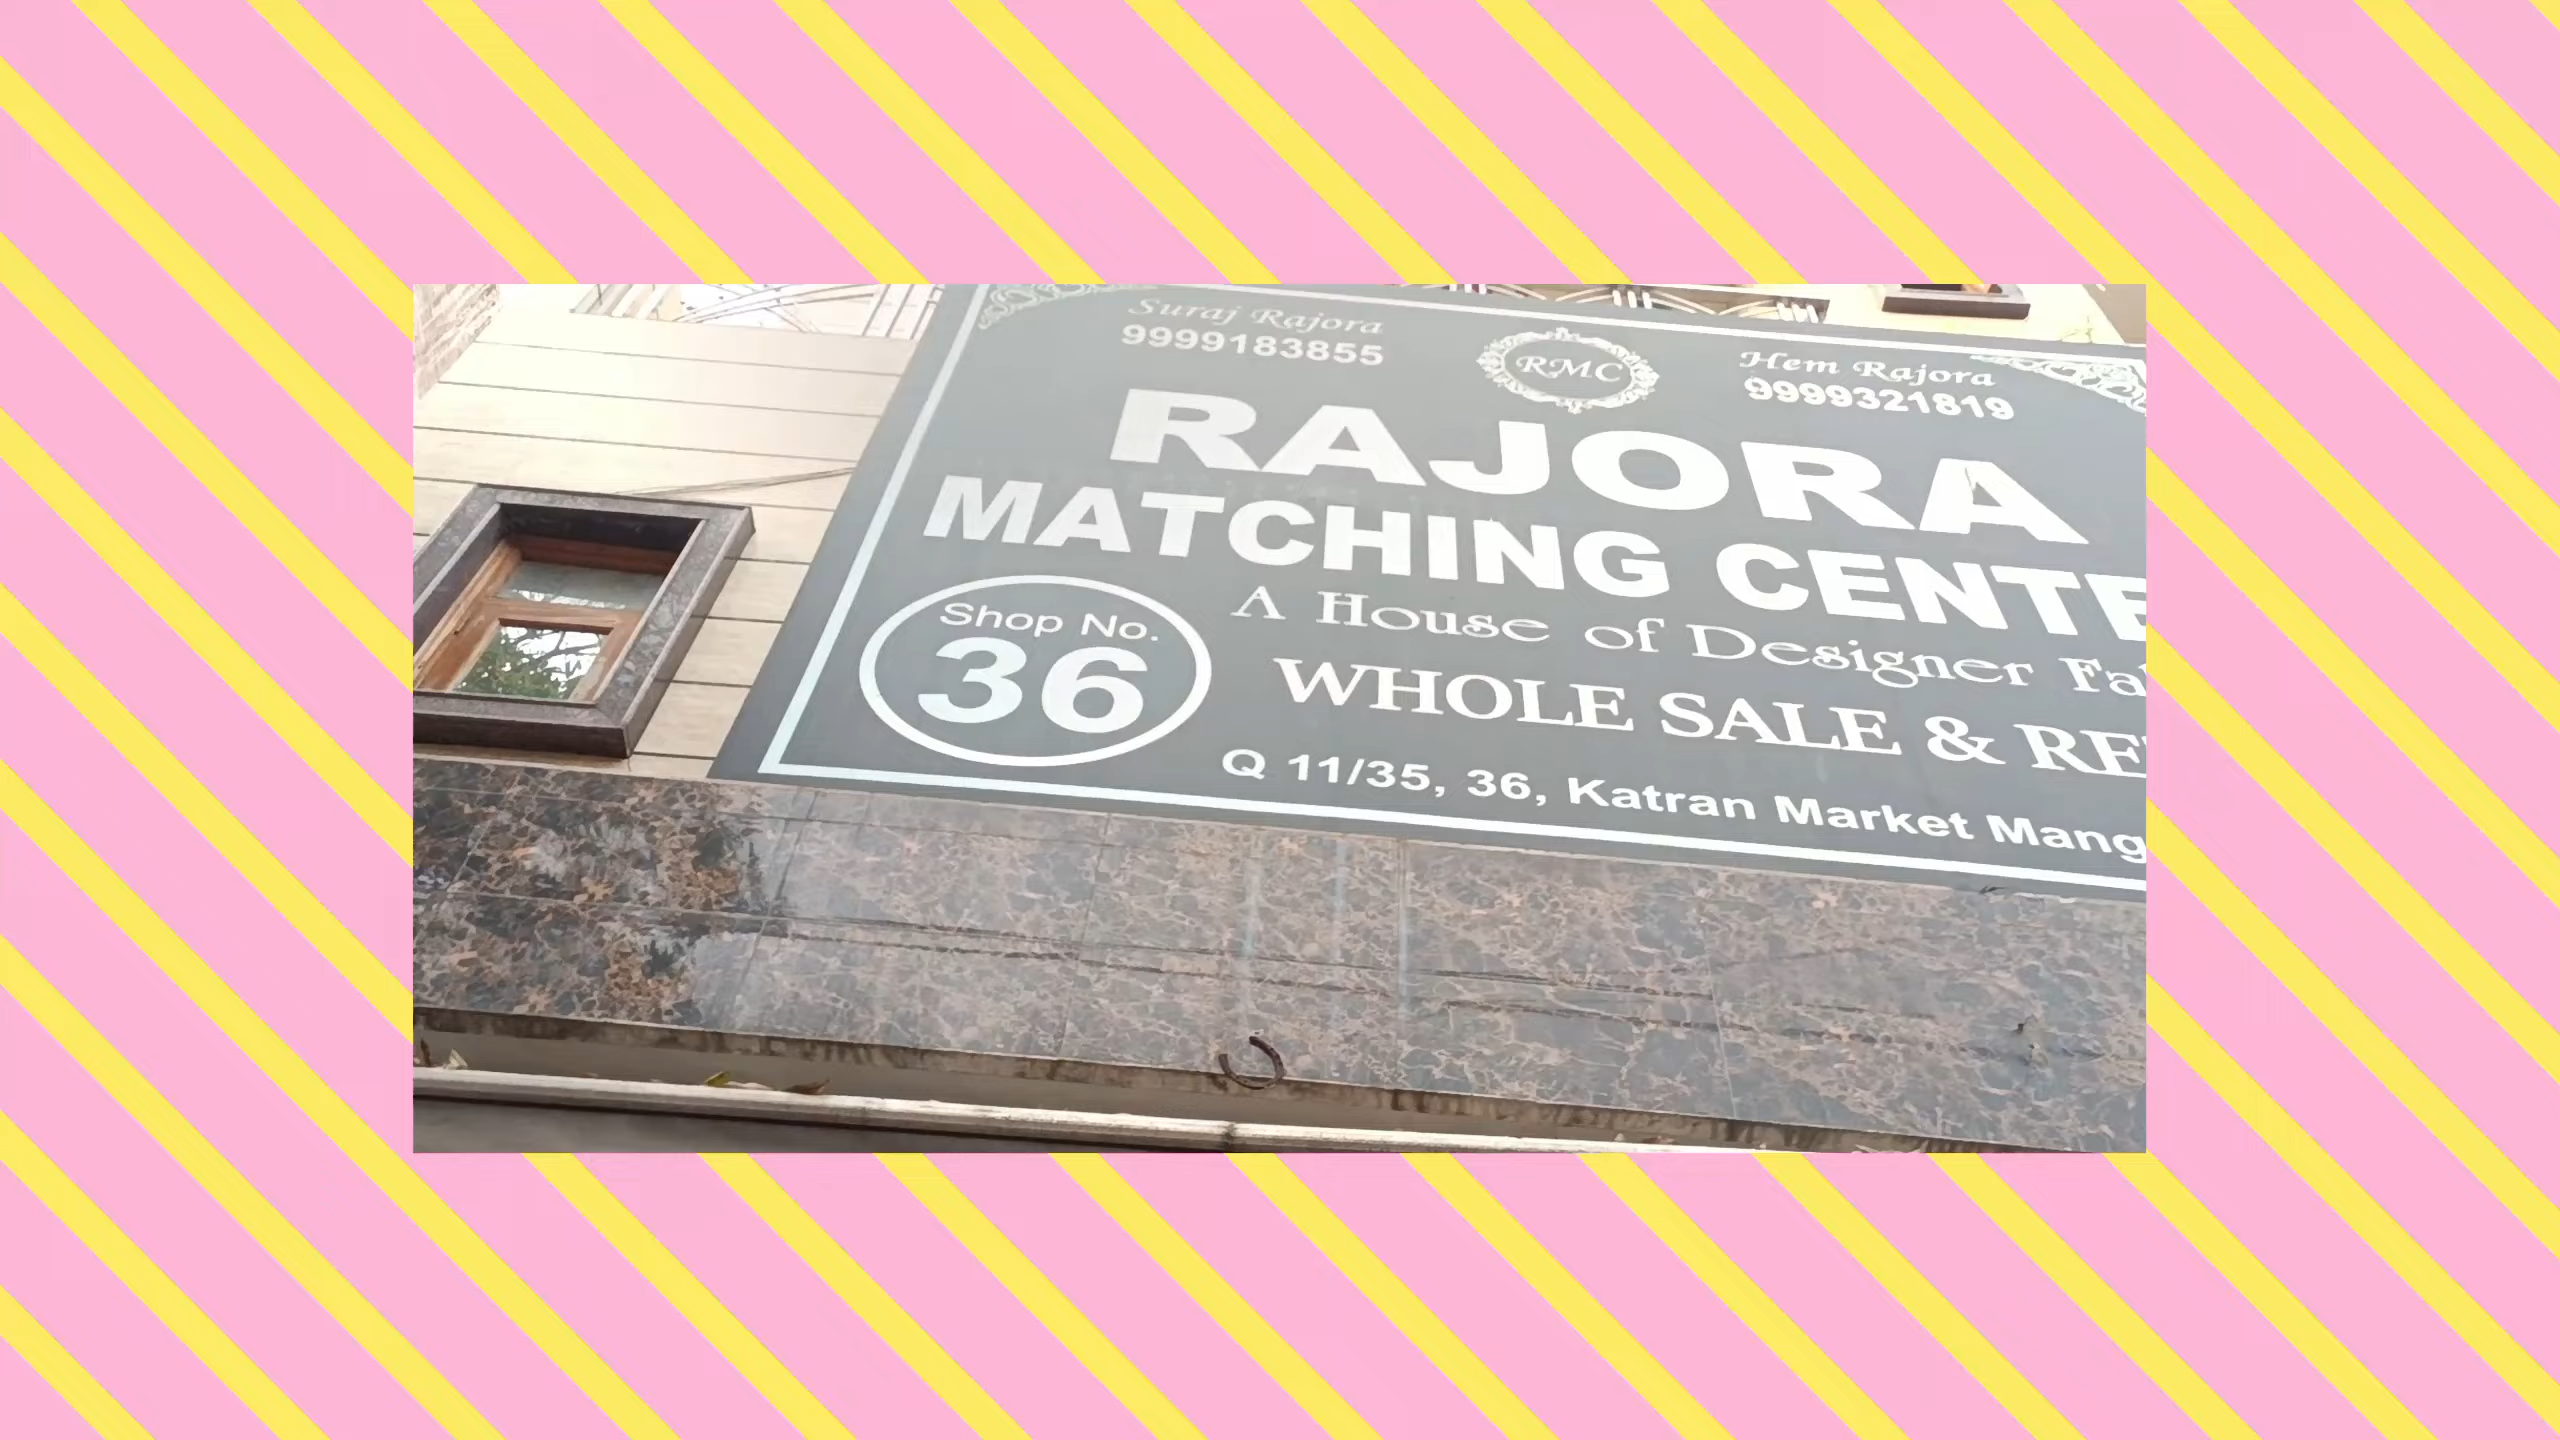 Suraj Rajora
9999183855
RMC
Hem Rajora
9999321819
RAJORA
MATCHING CENTE
A House of Designer Fa
Shop No.
36
WHOLE SALE & RE
Q 11/35, 36, Katran Market Mang